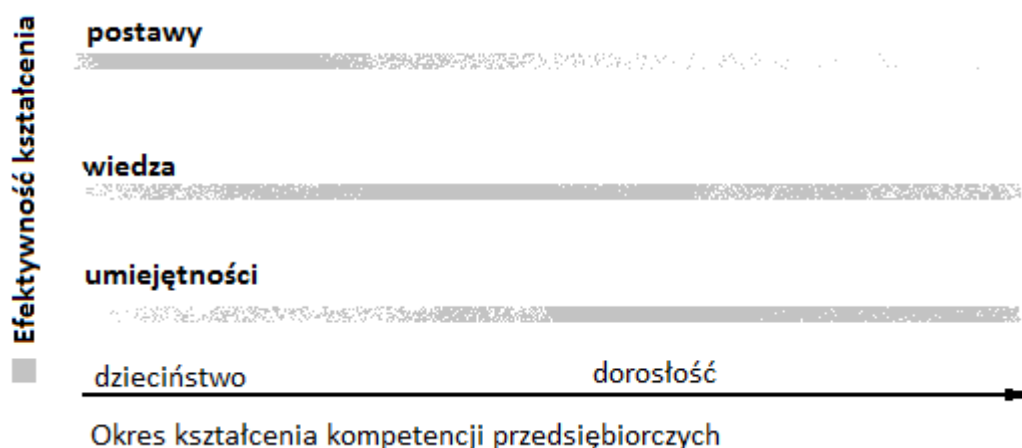 Efektywność kształcenia
postawy
wiedza
umiejętności
dzieciństwo
dorosłość
Okres kształcenia kompetencji przedsiębiorczych